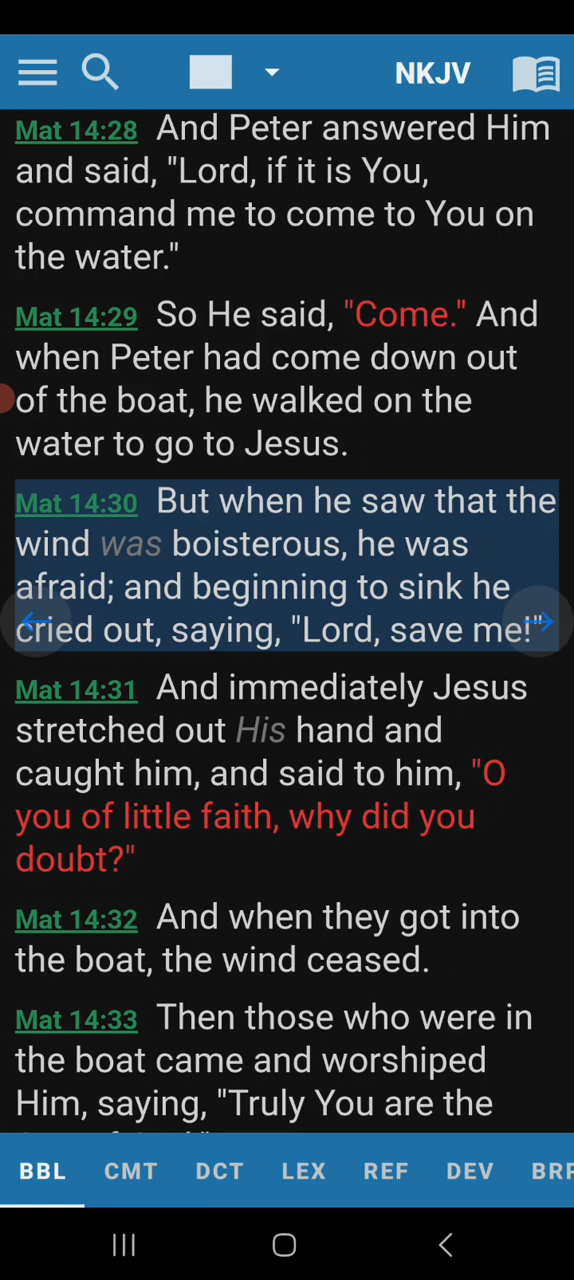 NKJV
Mat 14:28 And Peter answered Him
and said, "Lord, if it is You,
command me to come to You on
the water."
Mat 14:29 So He said, "Come." And
when Peter had come down out
of the boat, he walked on the
water to go to Jesus.
Mat 14:30 But when he saw that the
wind was boisterous, he was
afraid; and beginning to sink he
cried out, saying, "Lord, save me!"
Mat 14:31 And immediately Jesus
stretched out His hand and
caught him, and said to him, "O
you of little faith, why did you
doubt?"
Mat 14:32 And when they got into
the boat, the wind ceased.
Mat 14:33 Then those who were in
the boat came and worshiped
Him, saying, "Truly You are the
BBL CMT DCT LEX REF DEV BRP